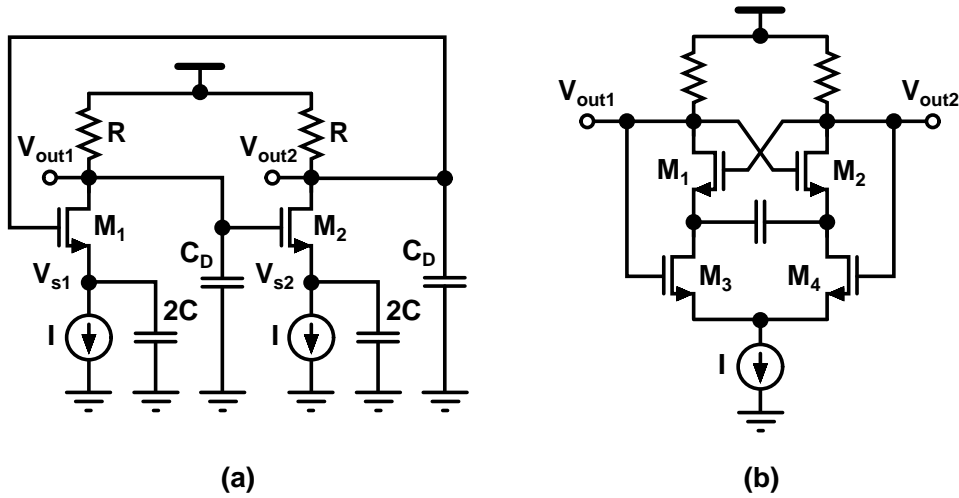 V_out1
R
V_out2
R
M_1
M_2
C_D
C_D
V_s1
V_s2
I
2C
I
2C
(a)
V_out1
V_out2
M_1
M_2
M_3
M_4
I
(b)